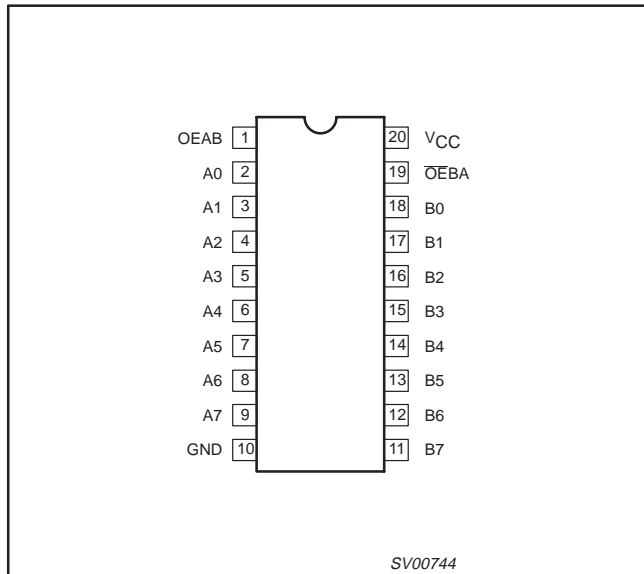 OEAB 1 20 VCC
A0 2 19 O̅E̅BA
A1 3 18 B0
A2 4 17 B1
A3 5 16 B2
A4 6 15 B3
A5 7 14 B4
A6 8 13 B5
A7 9 12 B6
GND 10 11 B7
SV00744